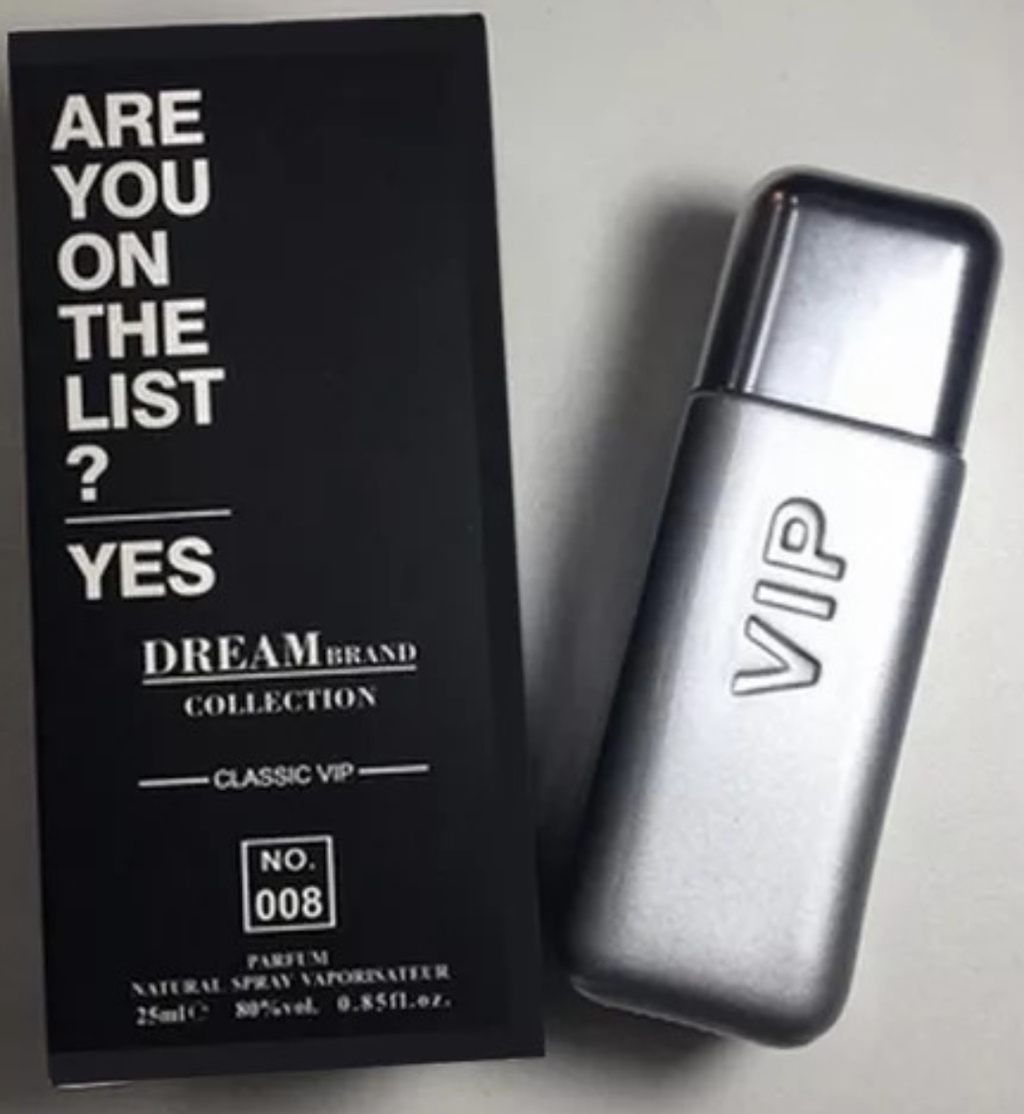 ARE
YOU
ON
THE
LIST
?
YES
DREAM BRAND
COLLECTION
CLASSIC VIP
NO.
008
PARFUM
NATURAL SPRAY VAPORISATEUR
25ml e 80%vol. 0.85fl.oz.
VIP